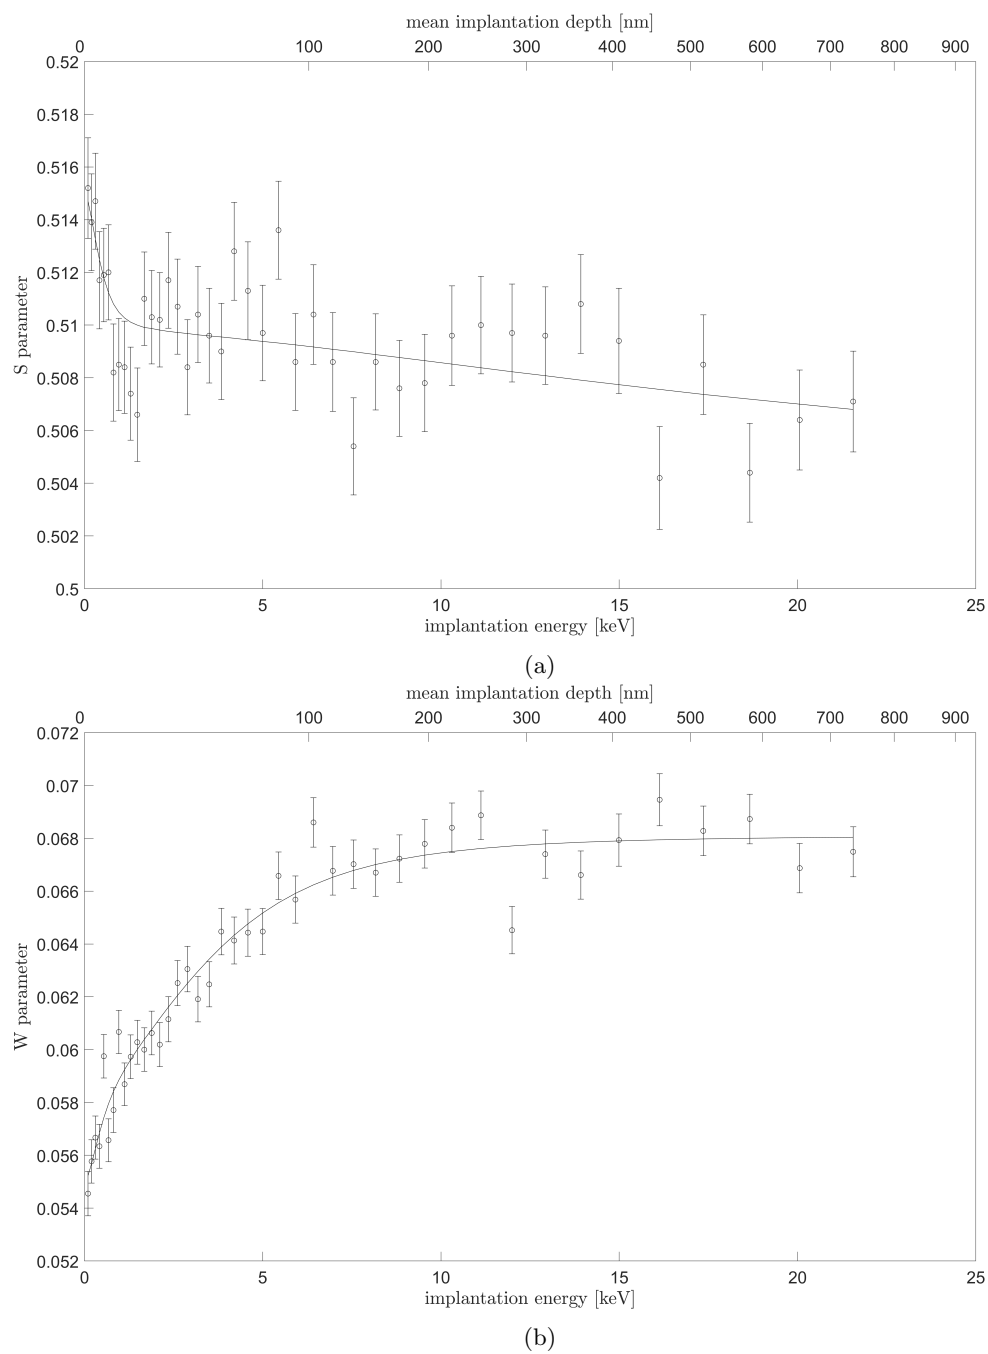 mean implantation depth [nm]
0 100 200 300 400 500 600 700 800 900
0.52
0.518
0.516
0.514
0.512
0.51
0.508
0.506
0.504
0.502
0.5
S parameter
0 5 10 15 20 25
implantation energy [keV]
(a)
mean implantation depth [nm]
0 100 200 300 400 500 600 700 800 900
0.072
0.07
0.068
0.066
0.064
0.062
0.06
0.058
0.056
0.054
0.052
W parameter
0 5 10 15 20 25
implantation energy [keV]
(b)